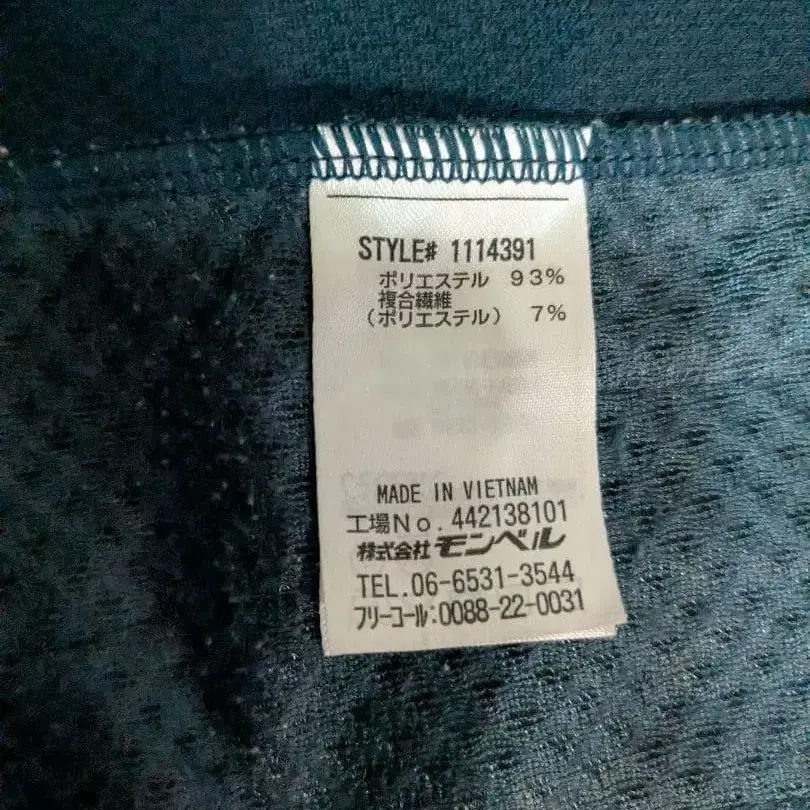 STYLE# 1114391
ポリエステル 93%
複合繊維
(ポリエステル) 7%
MADE IN VIETNAM
工場No. 442138101
株式会社モンベル
TEL.06-6531-3544
フリーコール:0088-22-0031